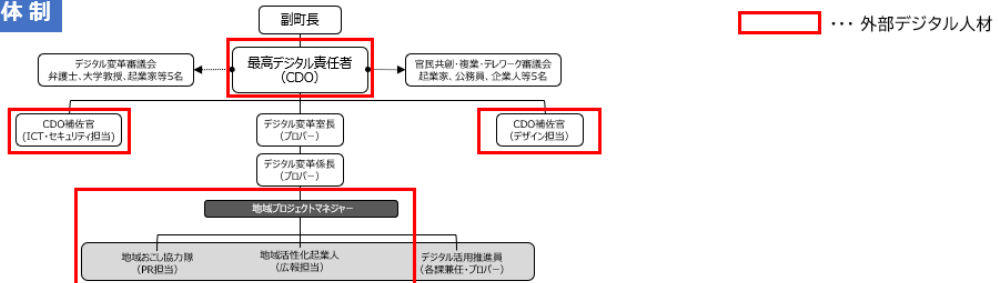 体制
副町長
･･･ 外部デジタル人材
最高デジタル責任者
(CDO)
デジタル変革審議会
弁護士、大学教授、起業家等5名
官民共創・複業・テレワーク審議会
起業家、公務員、企業人等5名
CDO補佐官
(ICT・セキュリティ担当)
デジタル変革室長
(プロパー)
CDO補佐官
(デザイン担当)
デジタル変革係長
(プロパー)
地域プロジェクトマネジャー
地域おこし協力隊
(PR担当)
地域活性化起業人
(広報担当)
デジタル活用推進員
(各課兼任・プロパー)